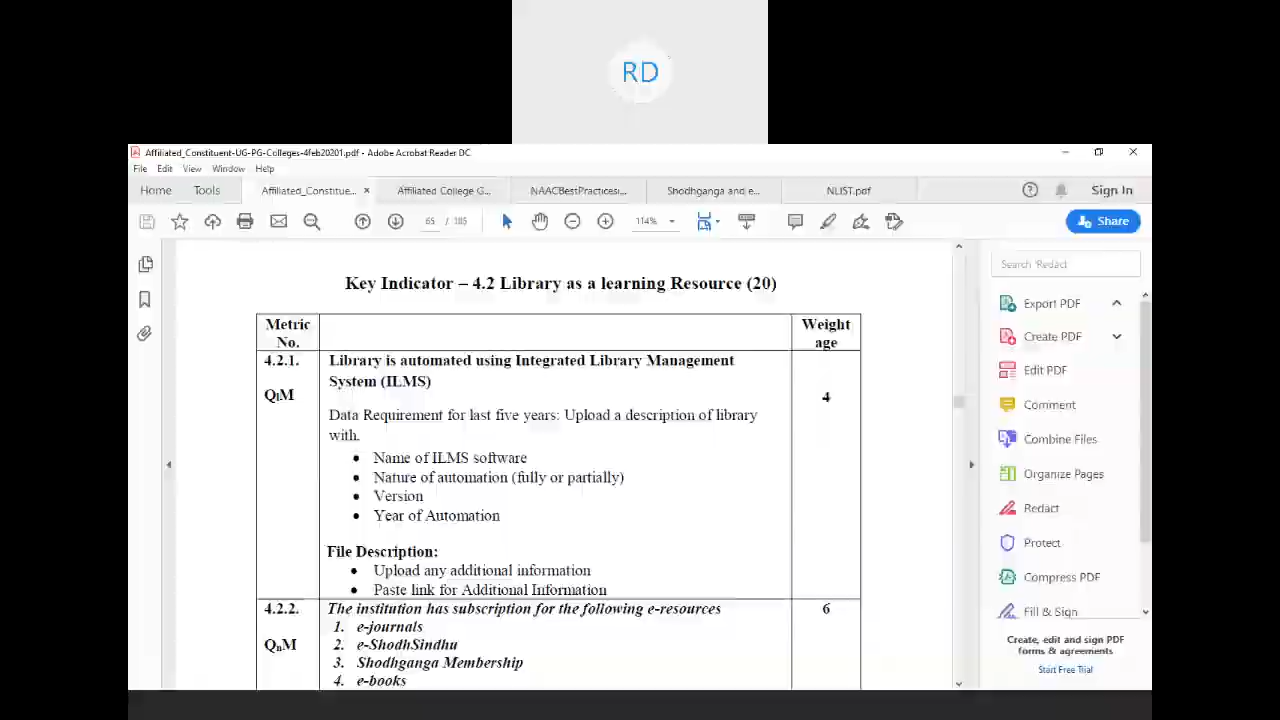 RD
Affiliated_Constituent-UG-PG-Colleges-4feb20201.pdf - Adobe Acrobat Reader DC
File Edit View Window Help
Home Tools Affiliated_Constitue... × Affiliated College G... NAACBestPracticesi... Shodhganga and e... NLIST.pdf Sign In
65 / 185 114% Share
Search 'Redact'
Export PDF
Create PDF
Edit PDF
Comment
Combine Files
Organize Pages
Redact
Protect
Compress PDF
Fill & Sign
Create, edit and sign PDF
forms & agreements
Start Free Trial
Key Indicator – 4.2 Library as a learning Resource (20)
Metric
No.
Weight
age
4.2.1.
QlM
Library is automated using Integrated Library Management
System (ILMS)
4
Data Requirement for last five years: Upload a description of library
with.
• Name of ILMS software
• Nature of automation (fully or partially)
• Version
• Year of Automation
File Description:
• Upload any additional information
• Paste link for Additional Information
4.2.2.
QnM
The institution has subscription for the following e-resources
6
1. e-journals
2. e-ShodhSindhu
3. Shodhganga Membership
4. e-books